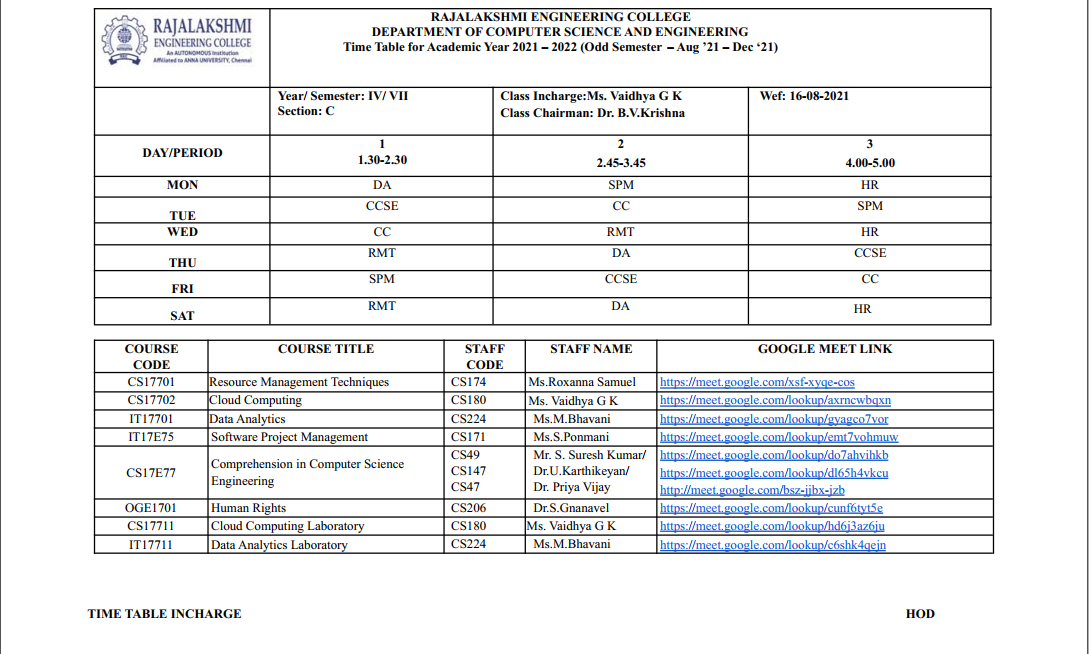 RAJALAKSHMI
ENGINEERING COLLEGE
An AUTONOMOUS Institution
Affiliated to ANNA UNIVERSITY, Chennai
RAJALAKSHMI ENGINEERING COLLEGE
DEPARTMENT OF COMPUTER SCIENCE AND ENGINEERING
Time Table for Academic Year 2021 – 2022 (Odd Semester – Aug ’21 – Dec ‘21)
Year/ Semester: IV/ VII Class Incharge:Ms. Vaidhya G K Wef: 16-08-2021
Section: C Class Chairman: Dr. B.V.Krishna
DAY/PERIOD 1 2 3
1.30-2.30 2.45-3.45 4.00-5.00
MON DA SPM HR
TUE CCSE CC SPM
WED CC RMT HR
THU RMT DA CCSE
FRI SPM CCSE CC
SAT RMT DA HR
COURSE CODE COURSE TITLE STAFF CODE STAFF NAME GOOGLE MEET LINK
CS17701 Resource Management Techniques CS174 Ms.Roxanna Samuel https://meet.google.com/xsf-xyqe-cos
CS17702 Cloud Computing CS180 Ms. Vaidhya G K https://meet.google.com/lookup/axrncwbqxn
IT17701 Data Analytics CS224 Ms.M.Bhavani https://meet.google.com/lookup/gyagco7vor
IT17E75 Software Project Management CS171 Ms.S.Ponmani https://meet.google.com/lookup/emt7vohmuw
CS17E77 Comprehension in Computer Science Engineering CS49 Mr. S. Suresh Kumar/ https://meet.google.com/lookup/do7ahvihkb
CS147 Dr.U.Karthikeyan/ https://meet.google.com/lookup/dl65h4vkcu
CS47 Dr. Priya Vijay http://meet.google.com/bsz-jjbx-jzb
OGE1701 Human Rights CS206 Dr.S.Gnanavel https://meet.google.com/lookup/cunf6tyt5e
CS17711 Cloud Computing Laboratory CS180 Ms. Vaidhya G K https://meet.google.com/lookup/hd6j3az6ju
IT17711 Data Analytics Laboratory CS224 Ms.M.Bhavani https://meet.google.com/lookup/c6shk4qejn
TIME TABLE INCHARGE HOD